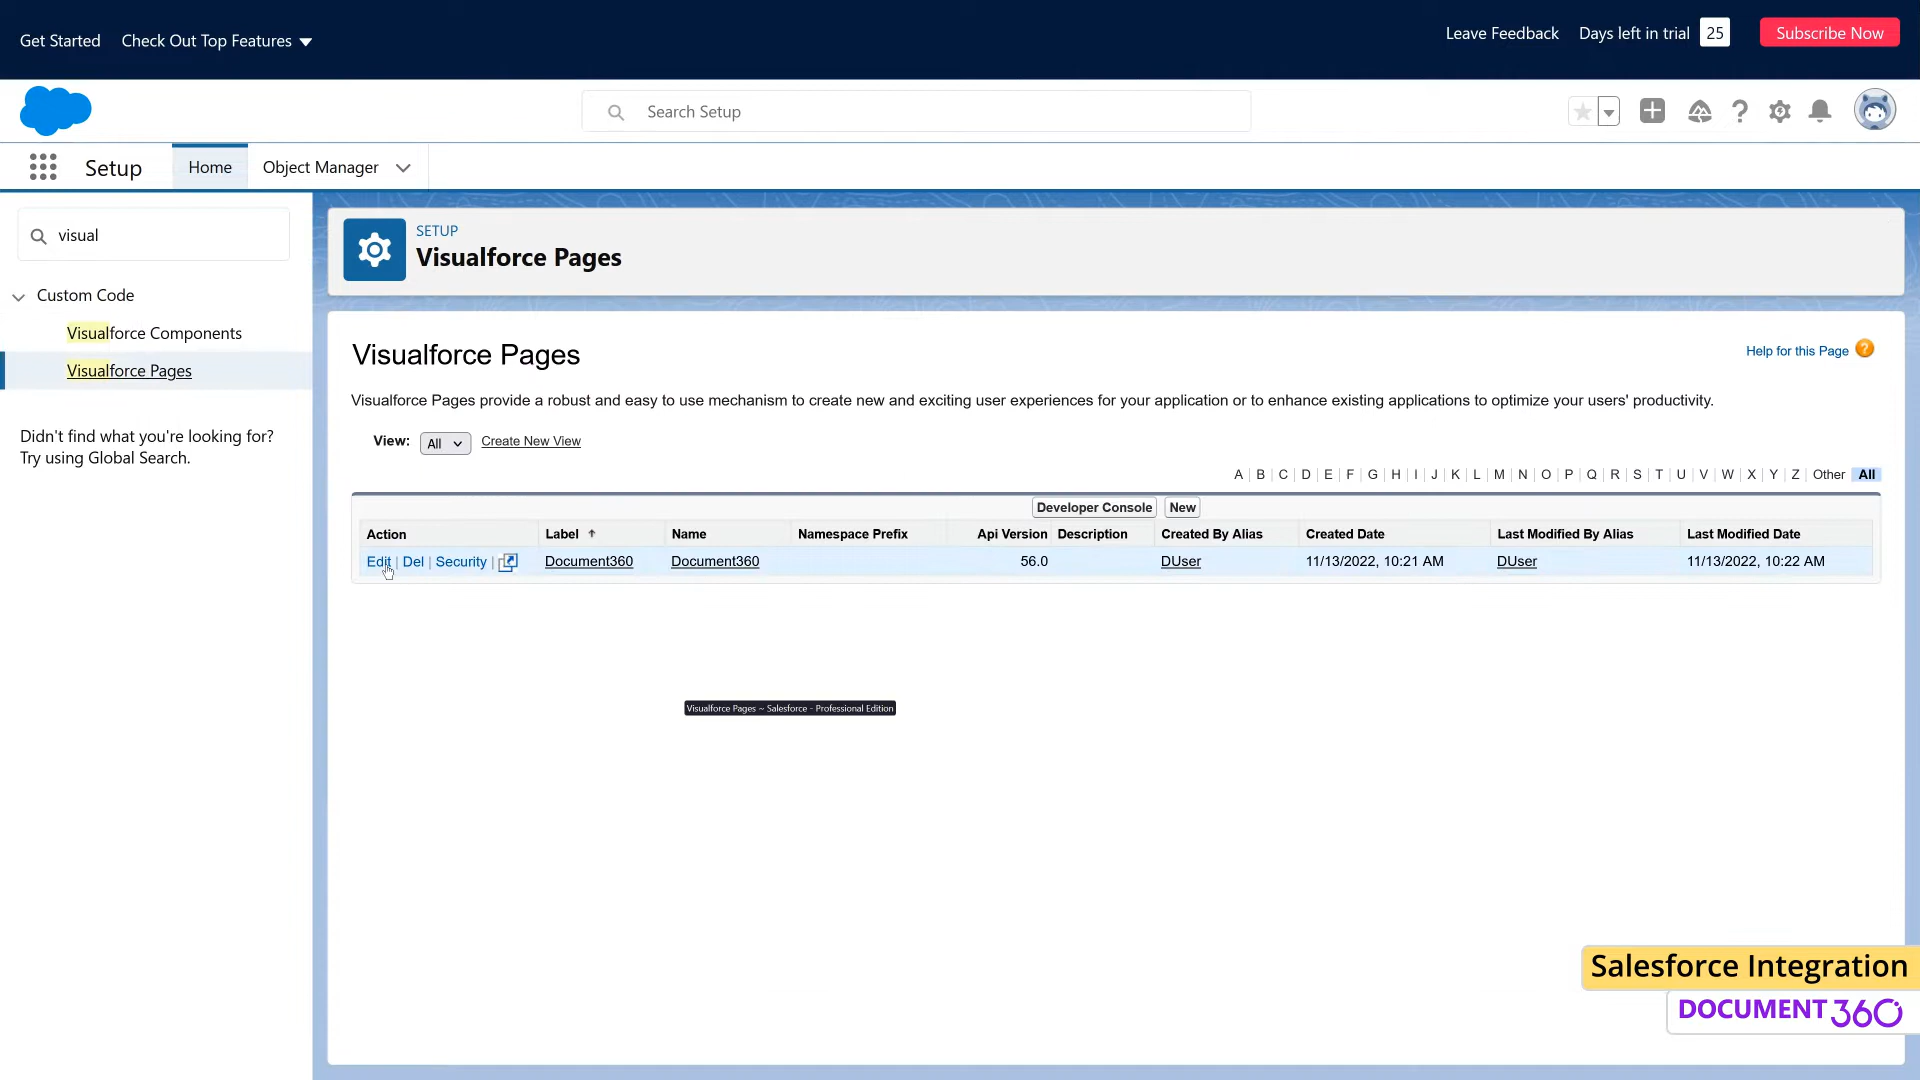 Get Started
Check Out Top Features
Leave Feedback
Days left in trial
25
Subscribe Now
Search Setup
Setup
Home
Object Manager
visual
Custom Code
Visualforce Components
Visualforce Pages
Didn't find what you're looking for?
Try using Global Search.
SETUP
Visualforce Pages
Visualforce Pages
Help for this Page
?
Visualforce Pages provide a robust and easy to use mechanism to create new and exciting user experiences for your application or to enhance existing applications to optimize your users' productivity.
View: All Create New View
A | B | C | D | E | F | G | H | I | J | K | L | M | N | O | P | Q | R | S | T | U | V | W | X | Y | Z | Other All
Developer Console New
Action Label Name Namespace Prefix Api Version Description Created By Alias Created Date Last Modified By Alias Last Modified Date
Edit | Del | Security | Document360 Document360 56.0 DUser 11/13/2022, 10:21 AM DUser 11/13/2022, 10:22 AM
Visualforce Pages ~ Salesforce - Professional Edition
Salesforce Integration
DOCUMENT360